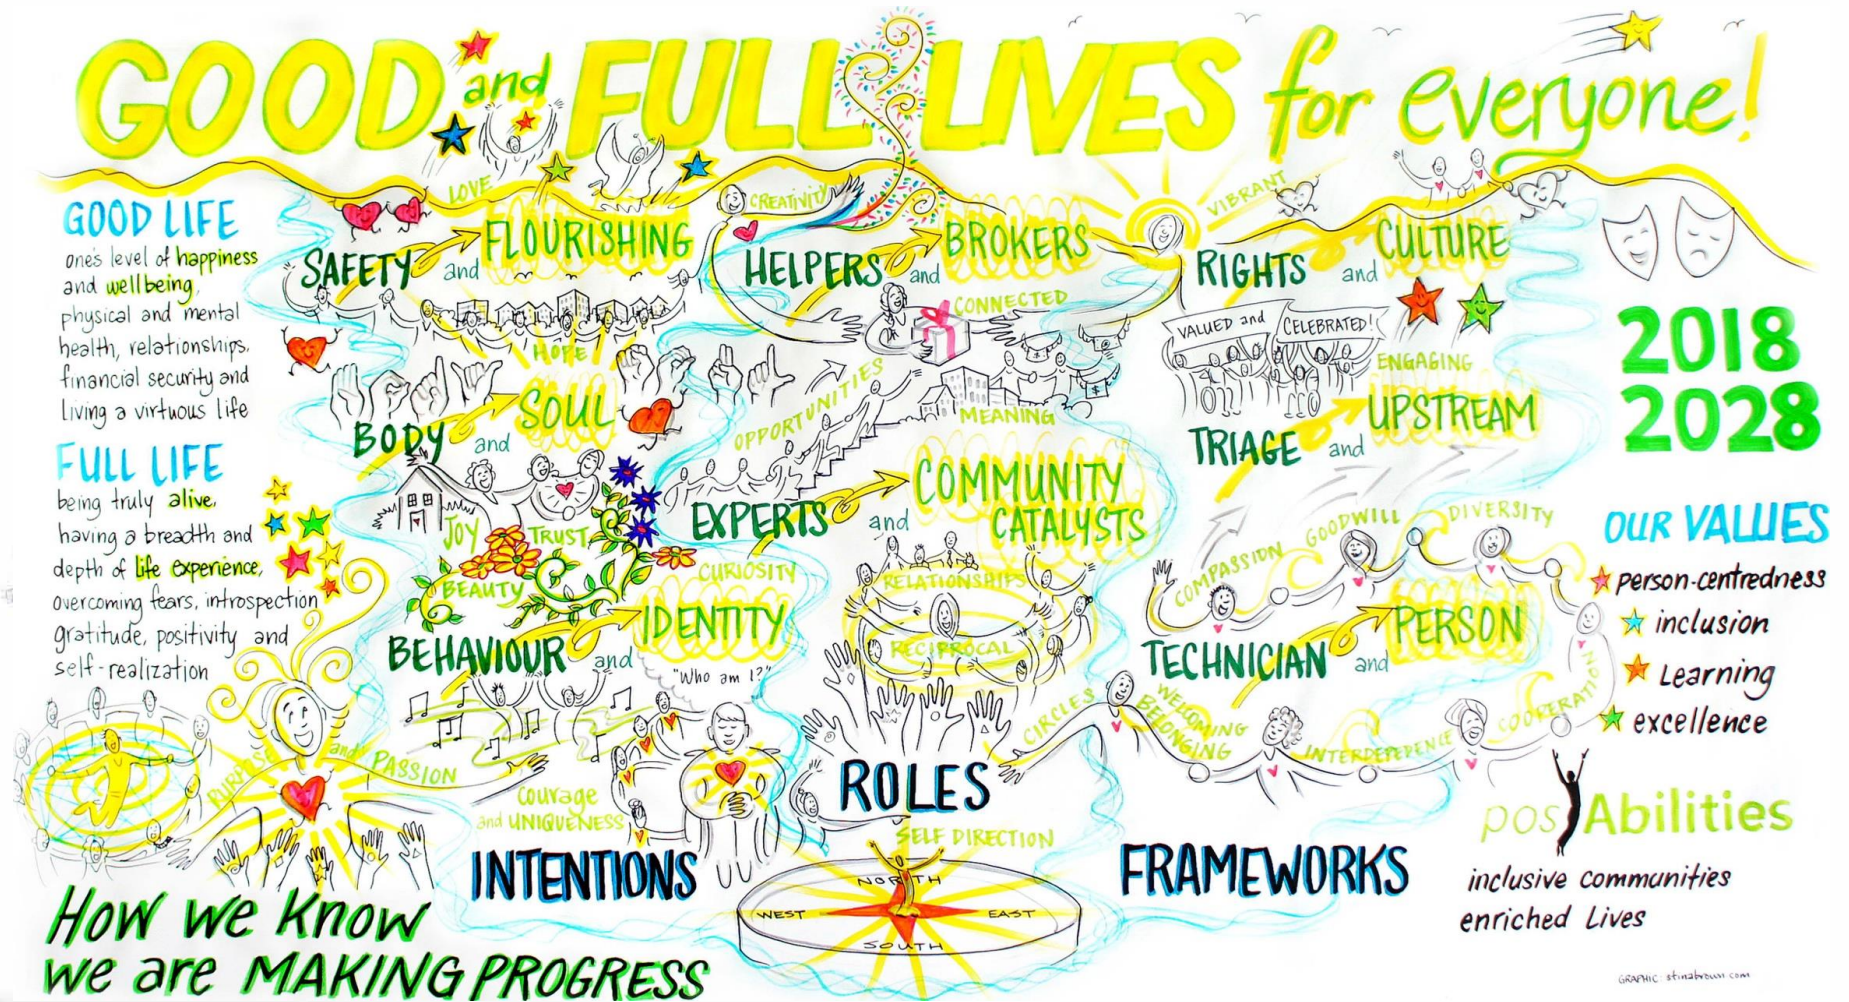 GOOD and FULL LIVES for everyone!
GOOD LIFE
one's level of happiness
and wellbeing,
physical and mental
health, relationships,
financial security and
living a virtuous life
FULL LIFE
being truly alive,
having a breadth and
depth of life experience,
overcoming fears, introspection
gratitude, positivity and
self-realization
PURPOSE and PASSION
How we know
we are MAKING PROGRESS
LOVE
SAFETY and FLOURISHING
HOPE
BODY and SOUL
JOY
TRUST
BEAUTY
BEHAVIOUR and IDENTITY
"Who am I?"
courage
and UNIQUENESS
INTENTIONS
CREATIVITY
HELPERS and BROKERS
CONNECTED
OPPORTUNITIES
MEANING
EXPERTS and COMMUNITY
CATALYSTS
CURIOSITY
RELATIONSHIPS
RECIPROCAL
ROLES
SELF DIRECTION
NORTH
WEST
EAST
SOUTH
VIBRANT
RIGHTS and CULTURE
VALUED and CELEBRATED!
ENGAGING
TRIAGE and UPSTREAM
COMPASSION
GOODWILL
DIVERSITY
TECHNICIAN and PERSON
CIRCLES
WELCOMING
BELONGING
INTERDEPEDENCE
COOPERATION
FRAMEWORKS
2018
2028
OUR VALUES
person-centredness
inclusion
Learning
excellence
posAbilities
inclusive communities
enriched Lives
GRAPHIC: stinabrown.com